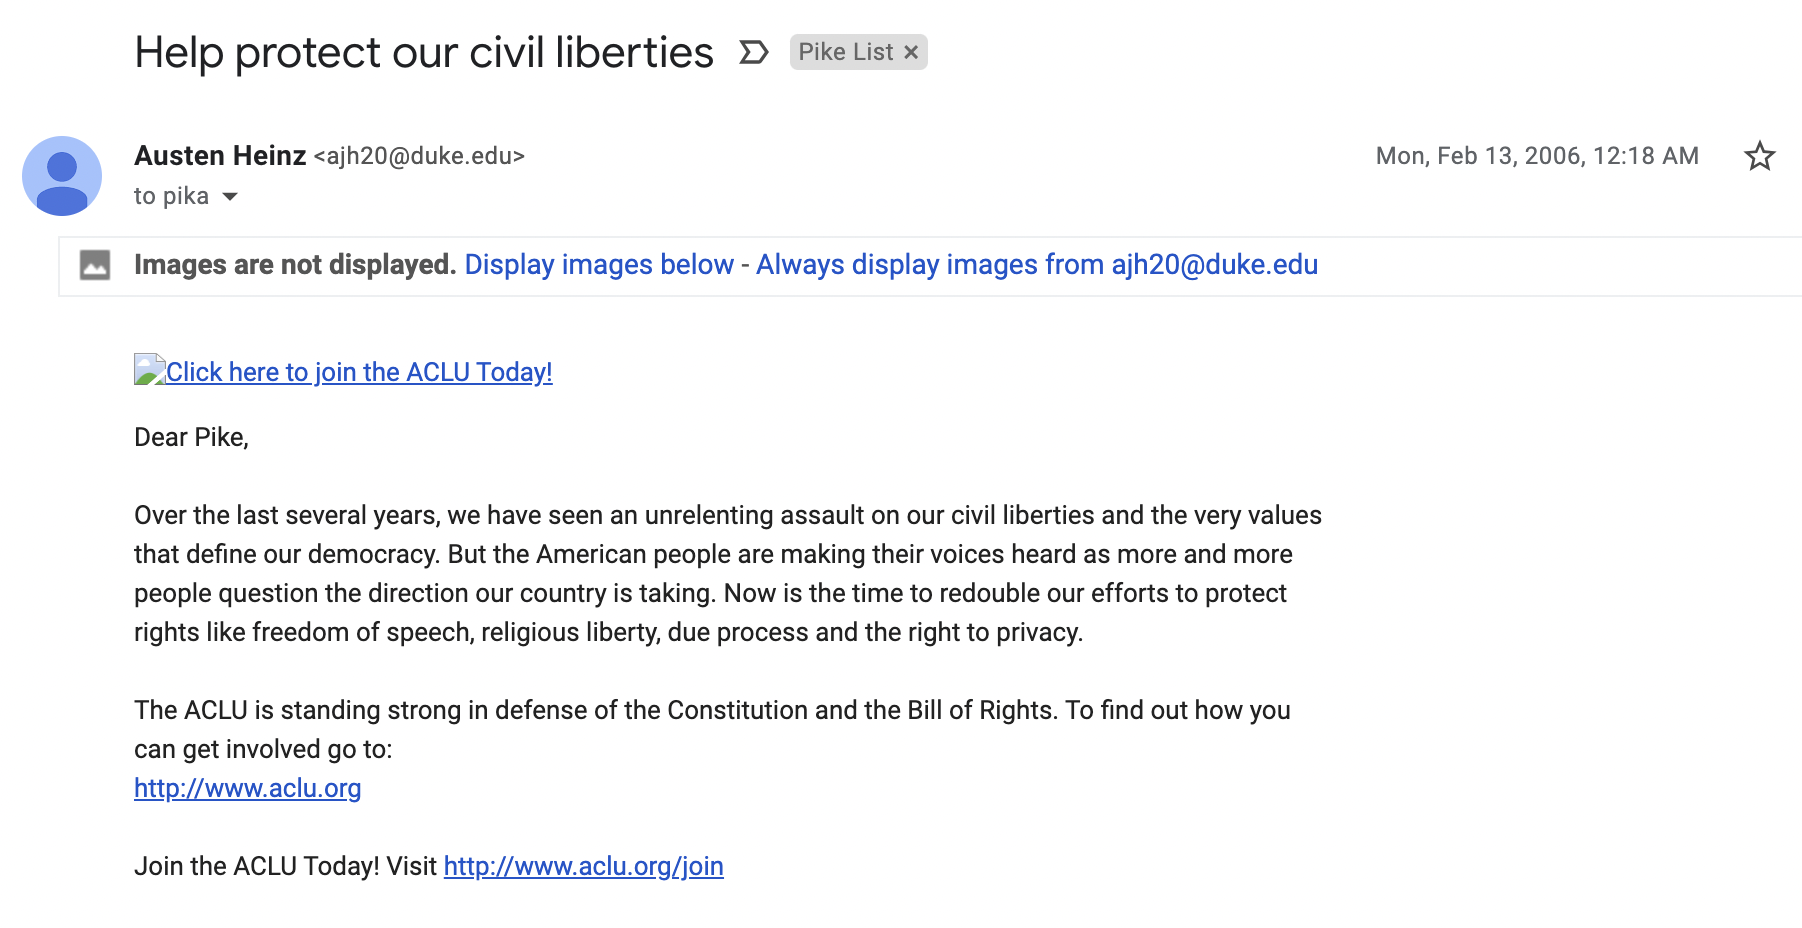 Help protect our civil liberties Pike List ×
Austen Heinz <ajh20@duke.edu> Mon, Feb 13, 2006, 12:18 AM
to pika
Images are not displayed. Display images below - Always display images from ajh20@duke.edu
Click here to join the ACLU Today!
Dear Pike,
Over the last several years, we have seen an unrelenting assault on our civil liberties and the very values
that define our democracy. But the American people are making their voices heard as more and more
people question the direction our country is taking. Now is the time to redouble our efforts to protect
rights like freedom of speech, religious liberty, due process and the right to privacy.
The ACLU is standing strong in defense of the Constitution and the Bill of Rights. To find out how you
can get involved go to:
http://www.aclu.org
Join the ACLU Today! Visit http://www.aclu.org/join